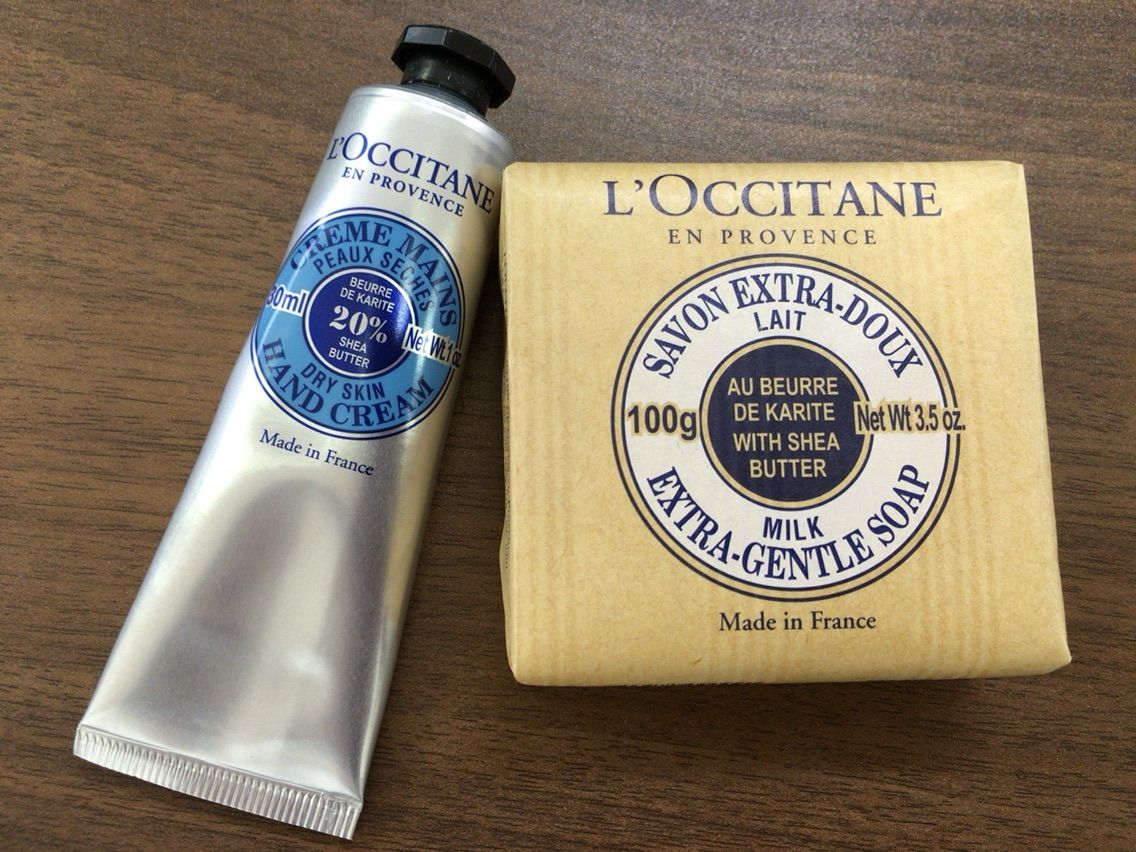 L'OCCITANE
EN PROVENCE
CREME MAINS
PEAUX SECHES
30ml
BEURRE
DE KARITE
20%
SHEA
BUTTER
Net Wt. 1 oz.
DRY SKIN
HAND CREAM
Made in France
L'OCCITANE
EN PROVENCE
SAVON EXTRA-DOUX
LAIT
100g
AU BEURRE
DE KARITE
WITH SHEA
BUTTER
Net Wt 3.5 oz.
MILK
EXTRA-GENTLE SOAP
Made in France